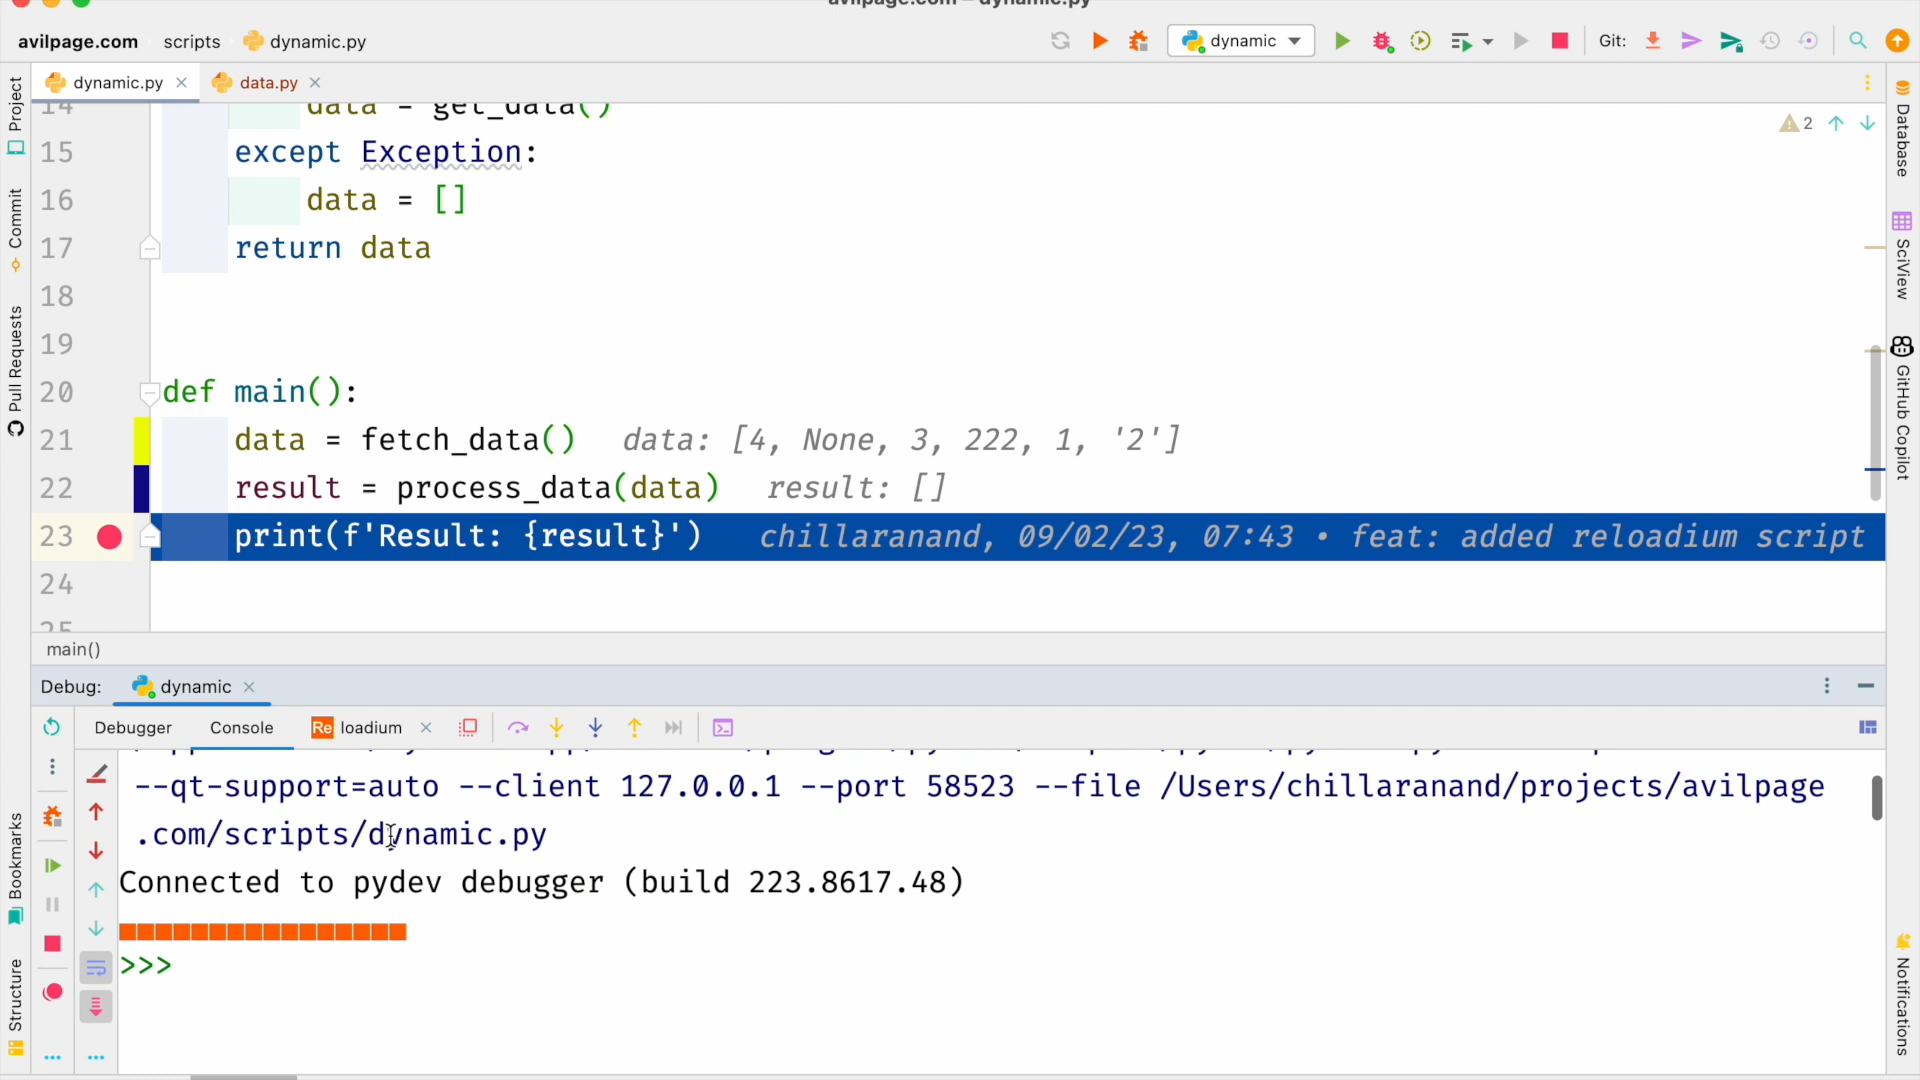 avilpage.com – dynamic.py
avilpage.com scripts dynamic.py
dynamic
Git:
dynamic.py
data.py
Project
Commit
Pull Requests
Bookmarks
Structure
Database
SciView
GitHub Copilot
Notifications
2
14 data = get_data()
15 except Exception:
16 data = []
17 return data
18
19
20 def main():
21 data = fetch_data() data: [4, None, 3, 222, 1, '2']
22 result = process_data(data) result: []
23 print(f'Result: {result}') chillaranand, 09/02/23, 07:43 • feat: added reloadium script
24
25
main()
Debug: dynamic
Debugger Console Re loadium
--qt-support=auto --client 127.0.0.1 --port 58523 --file /Users/chillaranand/projects/avilpage
.com/scripts/dynamic.py
Connected to pydev debugger (build 223.8617.48)
>>>